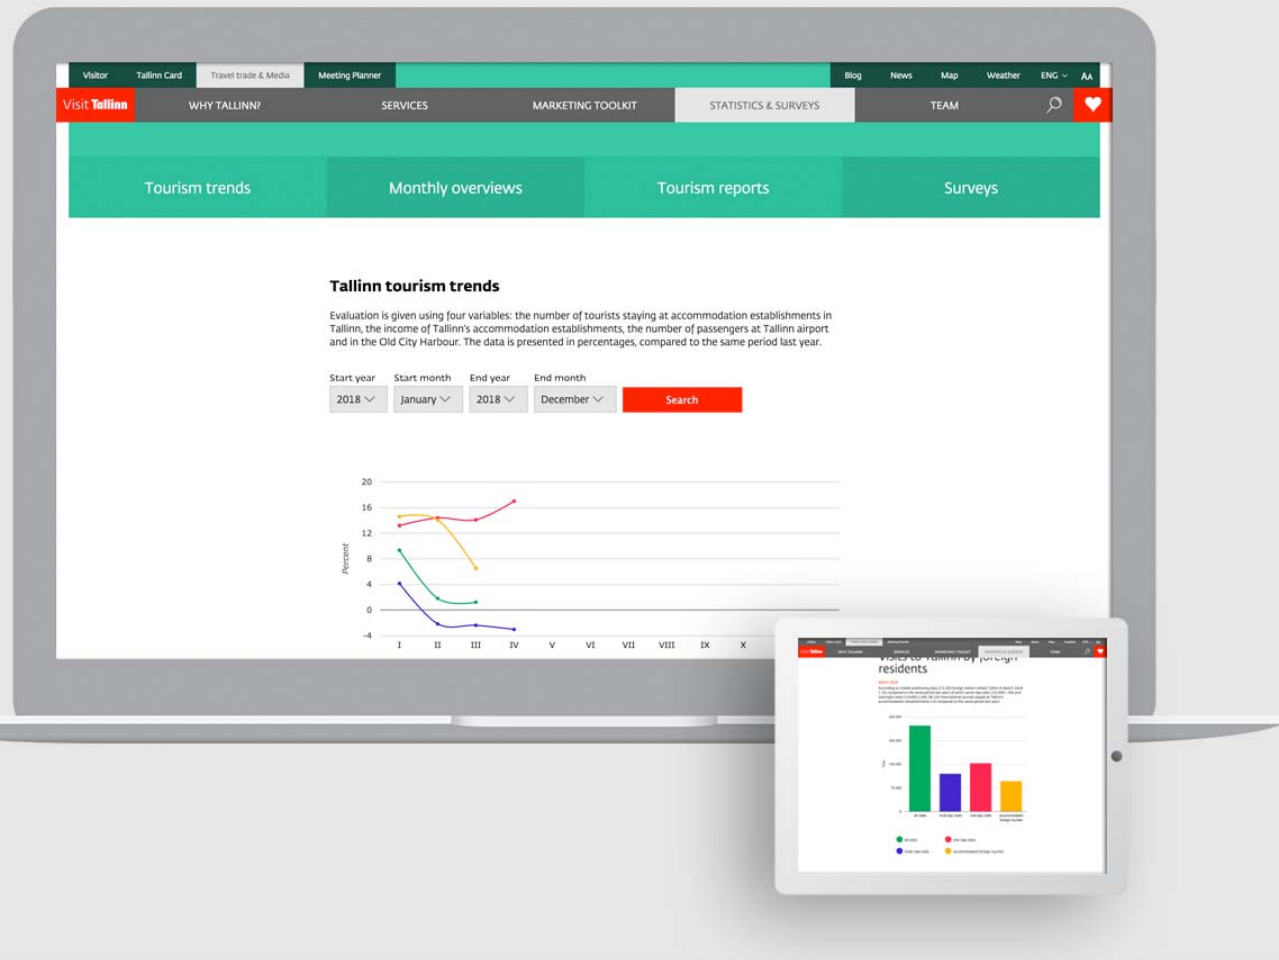 Visitor Tallinn Card Travel trade & Media Meeting Planner Blog News Map Weather ENG AA
Visit Tallinn WHY TALLINN? SERVICES MARKETING TOOLKIT STATISTICS & SURVEYS TEAM
Tourism trends Monthly overviews Tourism reports Surveys
Tallinn tourism trends
Evaluation is given using four variables: the number of tourists staying at accommodation establishments in
Tallinn, the income of Tallinn's accommodation establishments, the number of passengers at Tallinn airport
and in the Old City Harbour. The data is presented in percentages, compared to the same period last year.
Start year Start month End year End month
2018 January 2018 December Search
20
16
12
8
4
0
-4
Percent
I II III IV V VI VII VIII IX X
Visits to Tallinn by foreign
residents